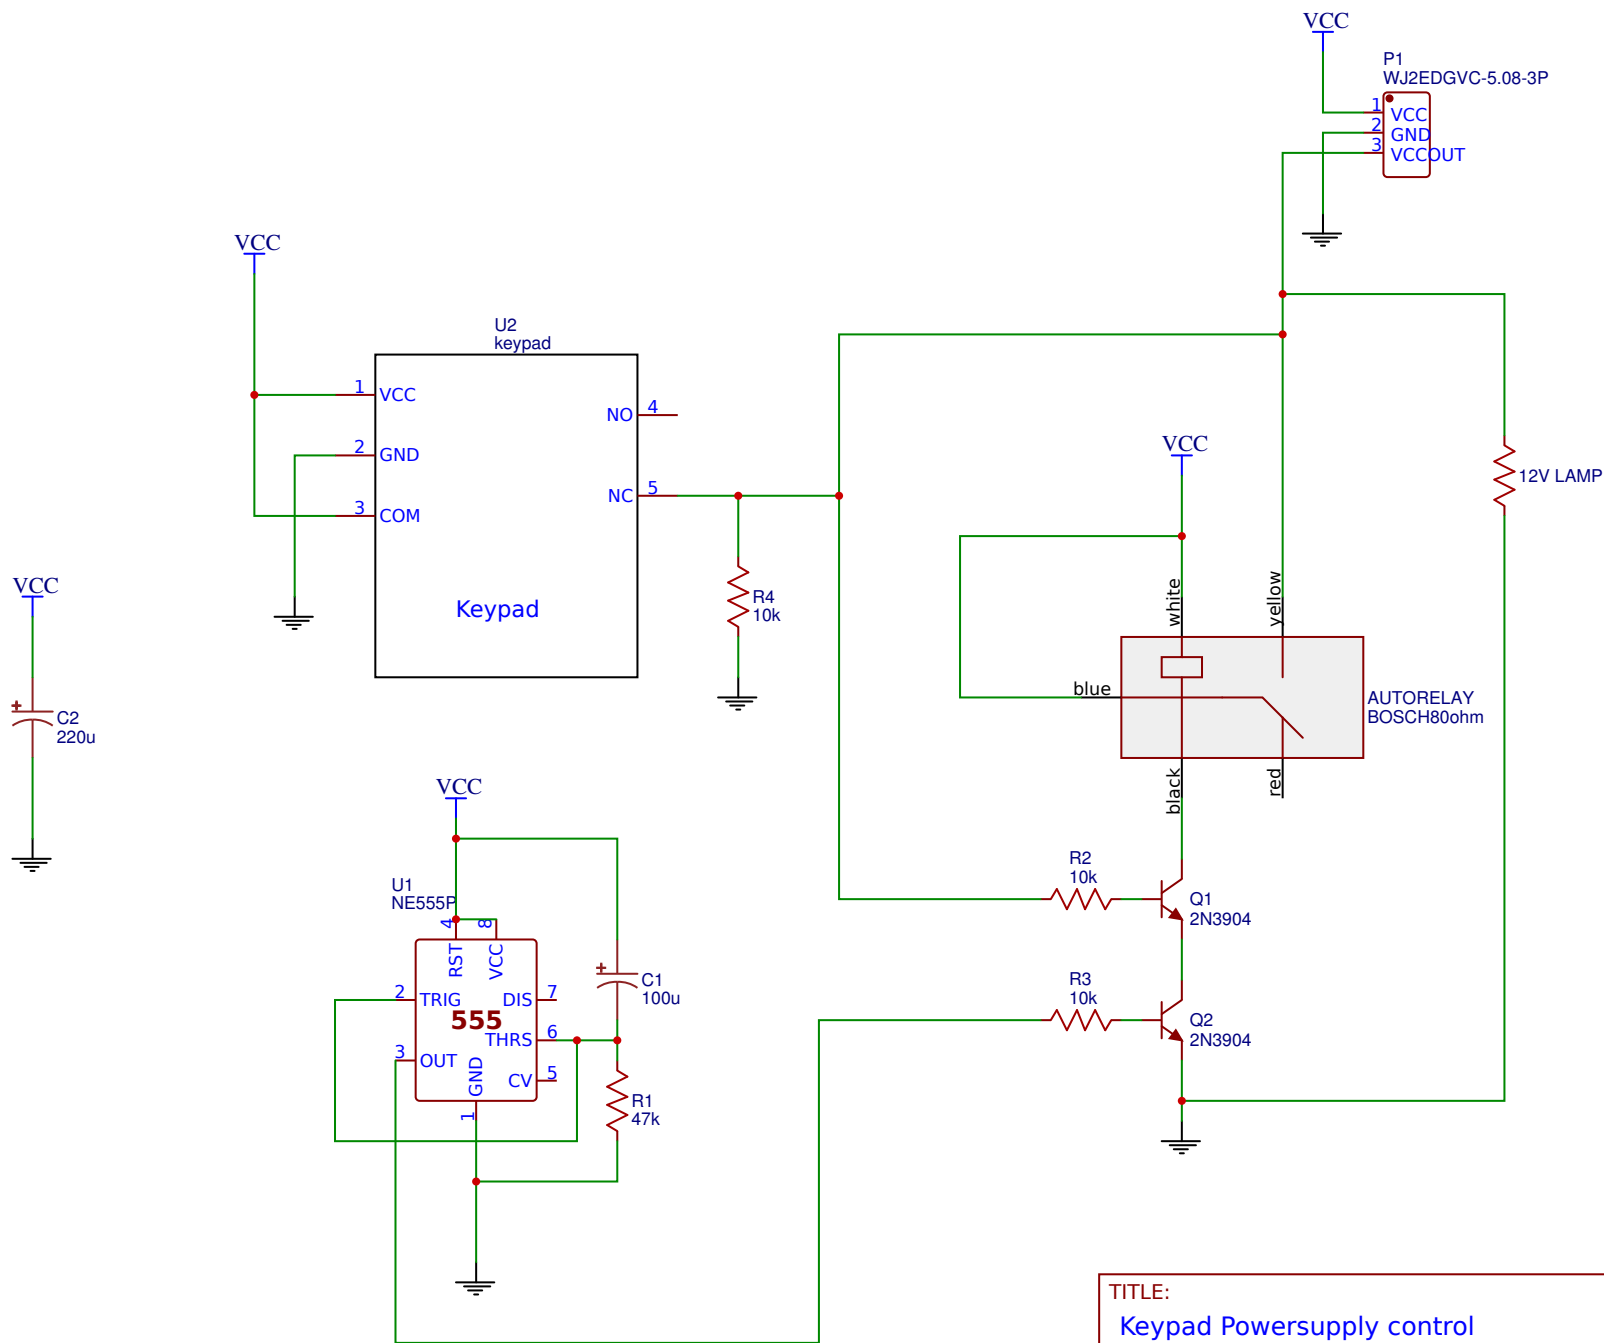 VCC
P1
WJ2EDGVC-5.08-3P
1 VCC
2 GND
3 VCCOUT
VCC
U2
keypad
1 VCC
NO 4
2 GND
NC 5
3 COM
Keypad
R4
10k
VCC
12V LAMP
white
yellow
blue
AUTORELAY
BOSCH80ohm
black
red
VCC
C2
220u
VCC
U1
NE555P
4 8
RST VCC
2 TRIG DIS 7
555
THRS 6
3 OUT
GND
CV 5
1
C1
100u
R1
47k
R2
10k
Q1
2N3904
R3
10k
Q2
2N3904
TITLE:
Keypad Powersupply control